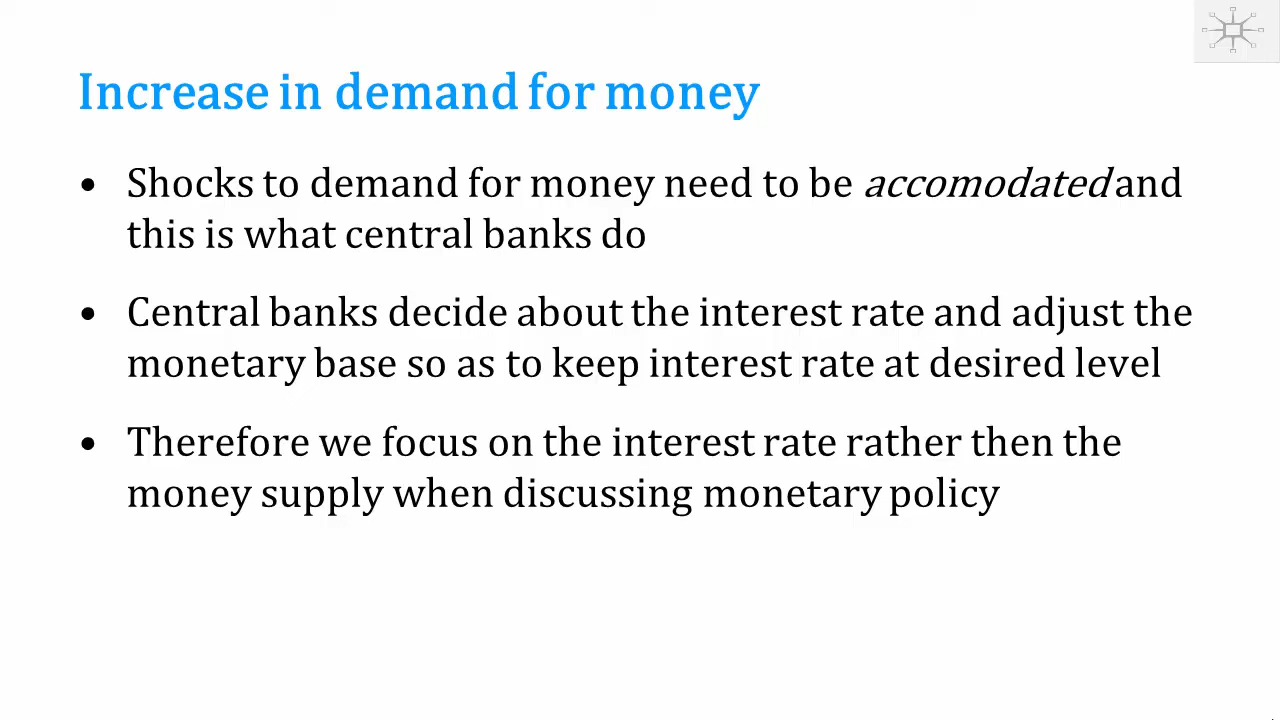 Increase in demand for money
• Shocks to demand for money need to be accomodated and
this is what central banks do
• Central banks decide about the interest rate and adjust the
monetary base so as to keep interest rate at desired level
• Therefore we focus on the interest rate rather then the
money supply when discussing monetary policy